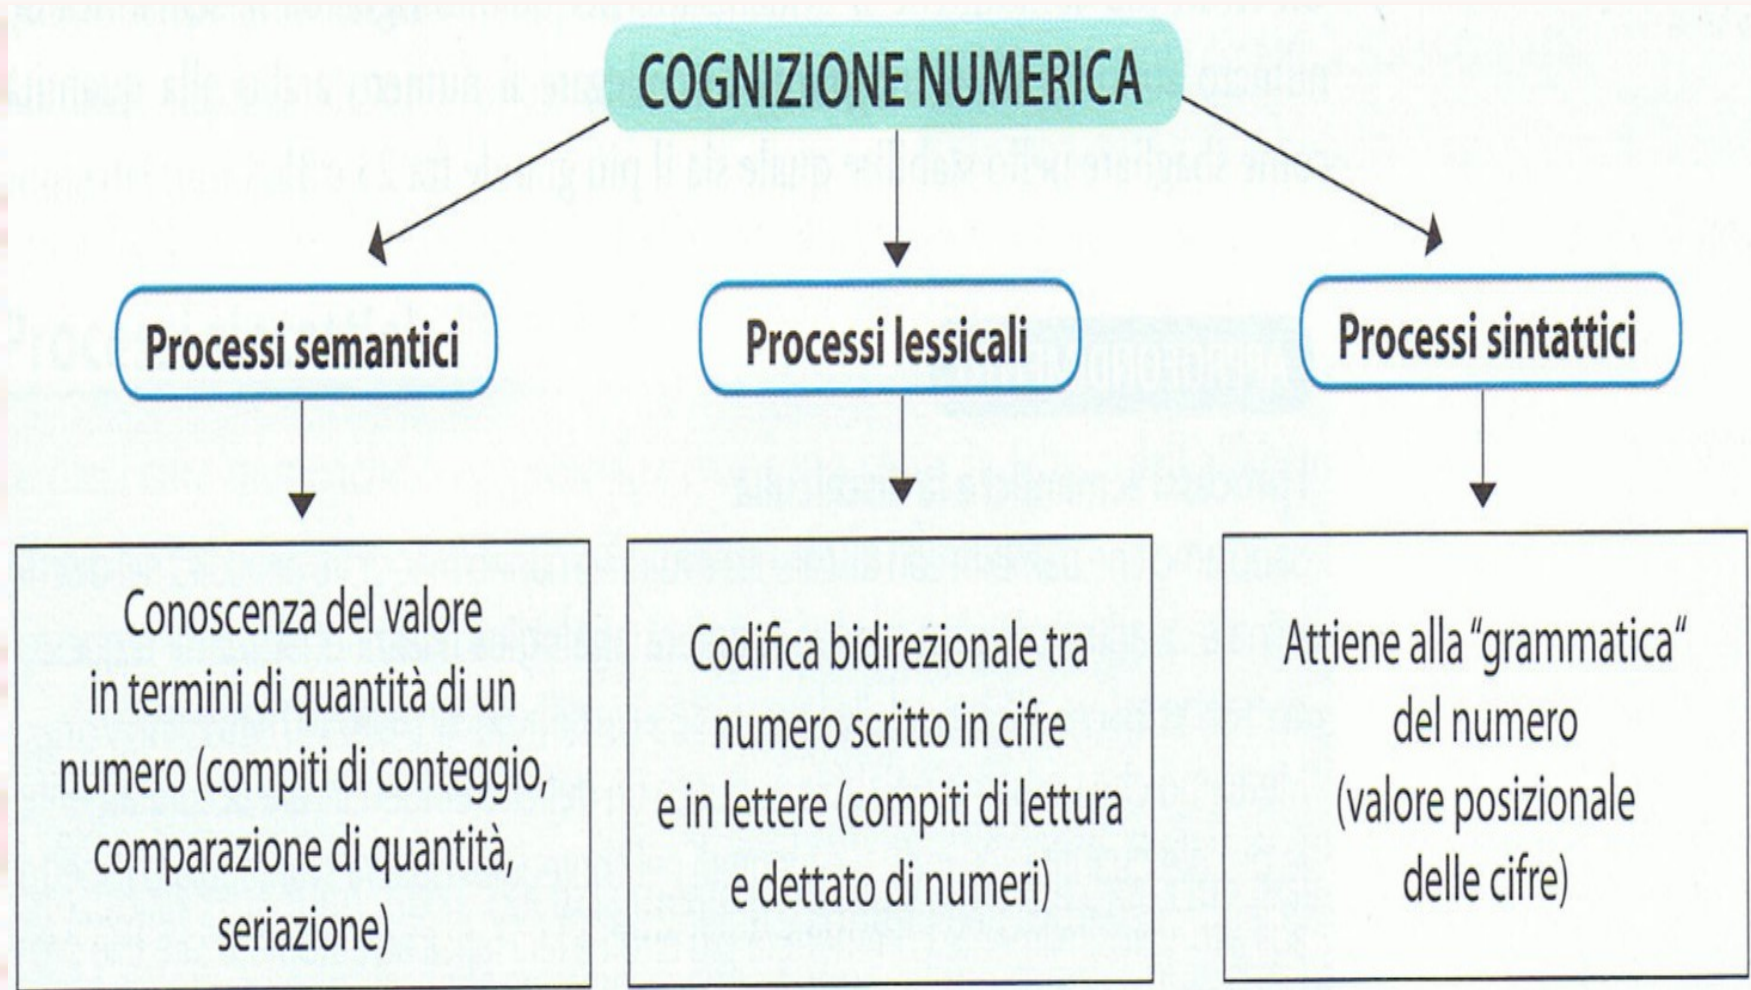 COGNIZIONE NUMERICA
Processi semantici
Processi lessicali
Processi sintattici
Conoscenza del valore
in termini di quantità di un
numero (compiti di conteggio,
comparazione di quantità,
seriazione)
Codifica bidirezionale tra
numero scritto in cifre
e in lettere (compiti di lettura
e dettato di numeri)
Attiene alla “grammatica“
del numero
(valore posizionale
delle cifre)